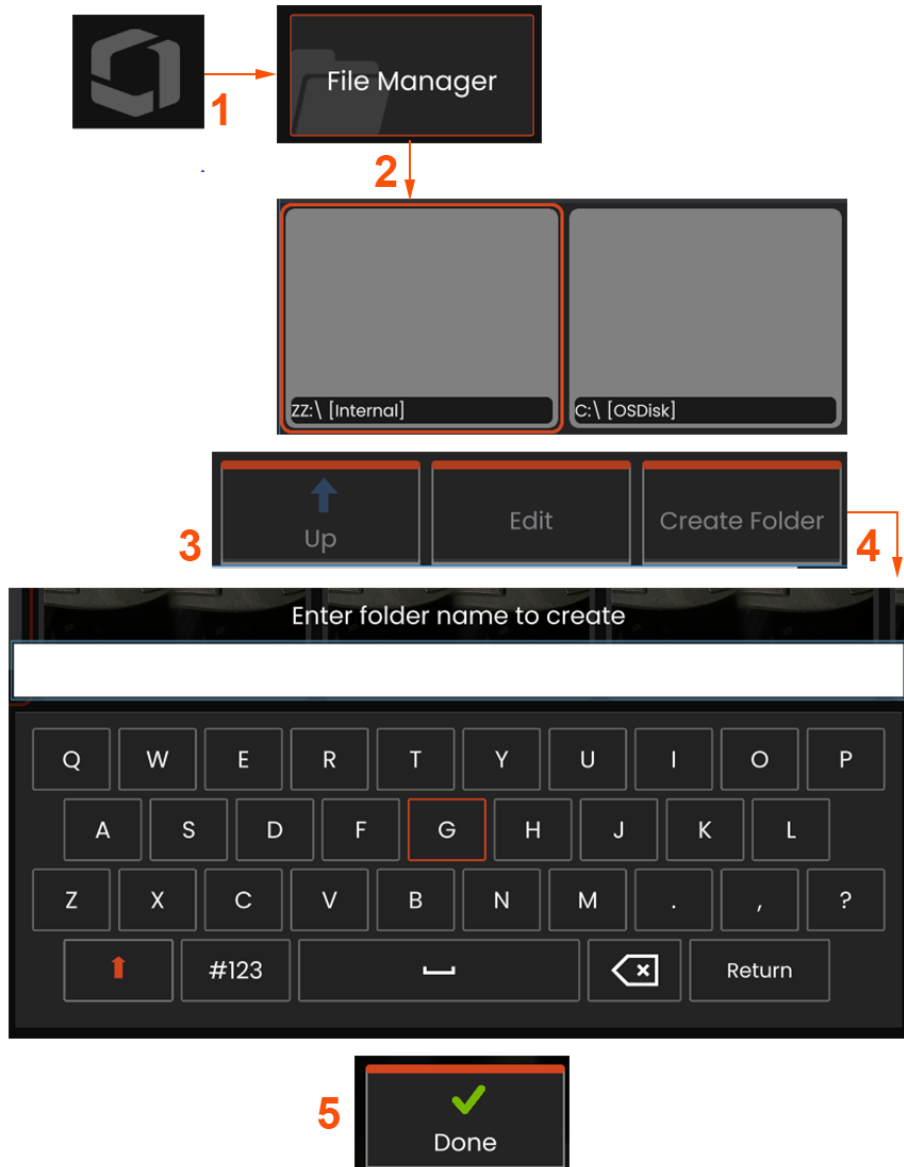 1
File Manager
2
ZZ:\ [Internal]
C:\ [OSDisk]
3
Up
Edit
Create Folder
4
Enter folder name to create
Q W E R T Y U I O P
A S D F G H J K L
Z X C V B N M . , ?
#123
Return
5
Done